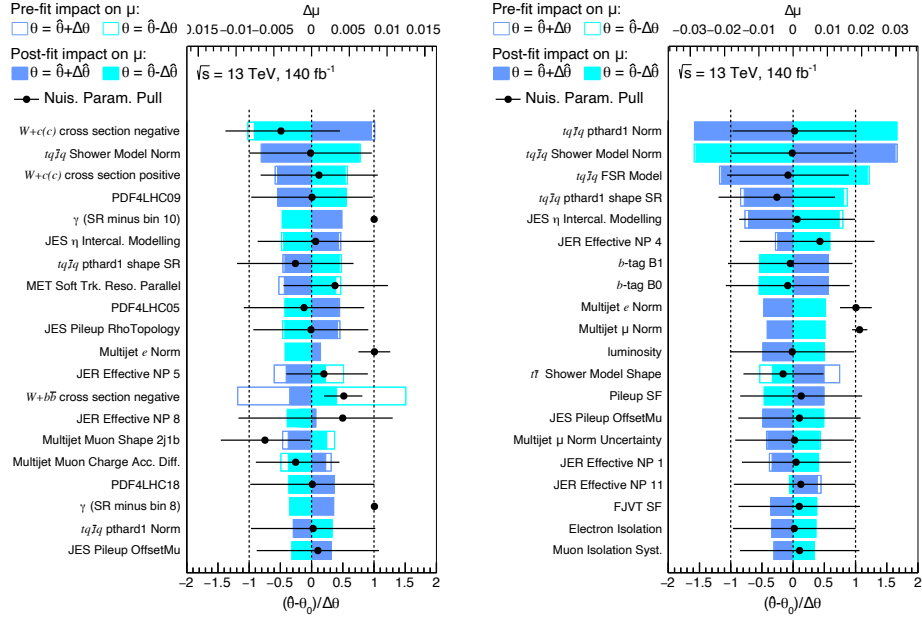 Pre-fit impact on μ:
θ = θ̂+Δθ θ = θ̂-Δθ
Post-fit impact on μ:
θ = θ̂+Δθ̂ θ = θ̂-Δθ̂
Nuis. Param. Pull
Δμ
0.015 −0.01 −0.005 0 0.005 0.01 0.015
√s = 13 TeV, 140 fb⁻¹
W+c(c) cross section negative
tq t̄q Shower Model Norm
W+c(c) cross section positive
PDF4LHC09
γ (SR minus bin 10)
JES η Intercal. Modelling
tq t̄q pthard1 shape SR
MET Soft Trk. Reso. Parallel
PDF4LHC05
JES Pileup RhoTopology
Multijet e Norm
JER Effective NP 5
W+bb̄ cross section negative
JER Effective NP 8
Multijet Muon Shape 2j1b
Multijet Muon Charge Acc. Diff.
PDF4LHC18
γ (SR minus bin 8)
tq t̄q pthard1 Norm
JES Pileup OffsetMu
−2 −1.5 −1 −0.5 0 0.5 1 1.5 2
(θ̂-θ₀)/Δθ
Pre-fit impact on μ:
θ = θ̂+Δθ θ = θ̂-Δθ
Post-fit impact on μ:
θ = θ̂+Δθ̂ θ = θ̂-Δθ̂
Nuis. Param. Pull
Δμ
−0.03 −0.02 −0.01 0 0.01 0.02 0.03
√s = 13 TeV, 140 fb⁻¹
tq t̄q pthard1 Norm
tq t̄q Shower Model Norm
tq t̄q FSR Model
tq t̄q pthard1 shape SR
JES η Intercal. Modelling
JER Effective NP 4
b-tag B1
b-tag B0
Multijet e Norm
Multijet μ Norm
luminosity
tt̄ Shower Model Shape
Pileup SF
JES Pileup OffsetMu
Multijet μ Norm Uncertainty
JER Effective NP 1
JER Effective NP 11
FJVT SF
Electron Isolation
Muon Isolation Syst.
−2 −1.5 −1 −0.5 0 0.5 1 1.5 2
(θ̂-θ₀)/Δθ